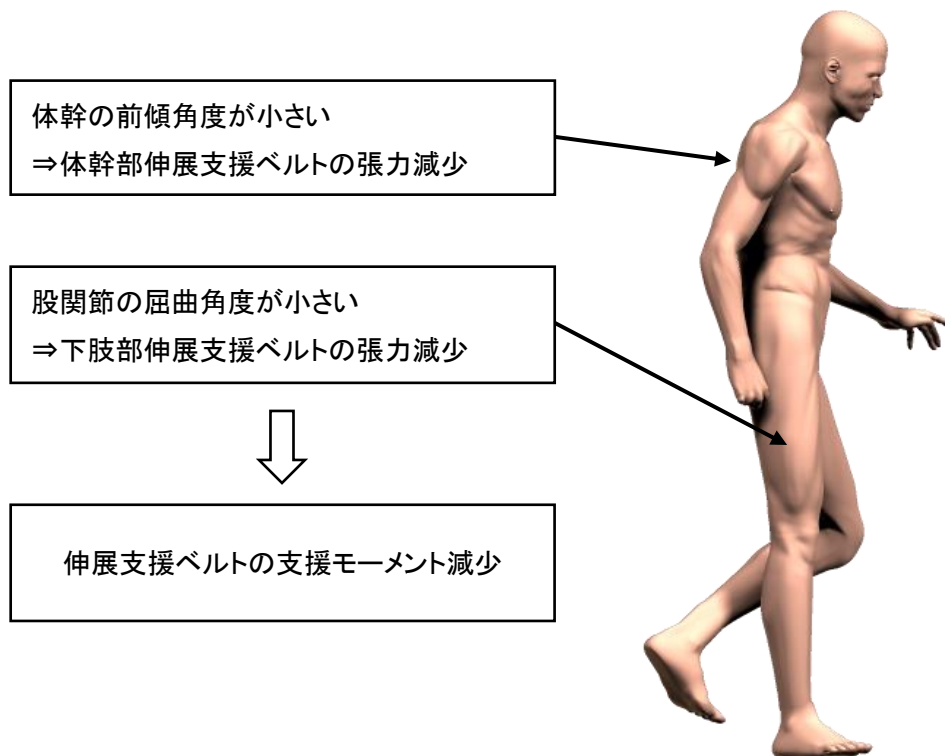 体幹の前傾角度が小さい
⇒体幹部伸展支援ベルトの張力減少
股関節の屈曲角度が小さい
⇒下肢部伸展支援ベルトの張力減少
伸展支援ベルトの支援モーメント減少